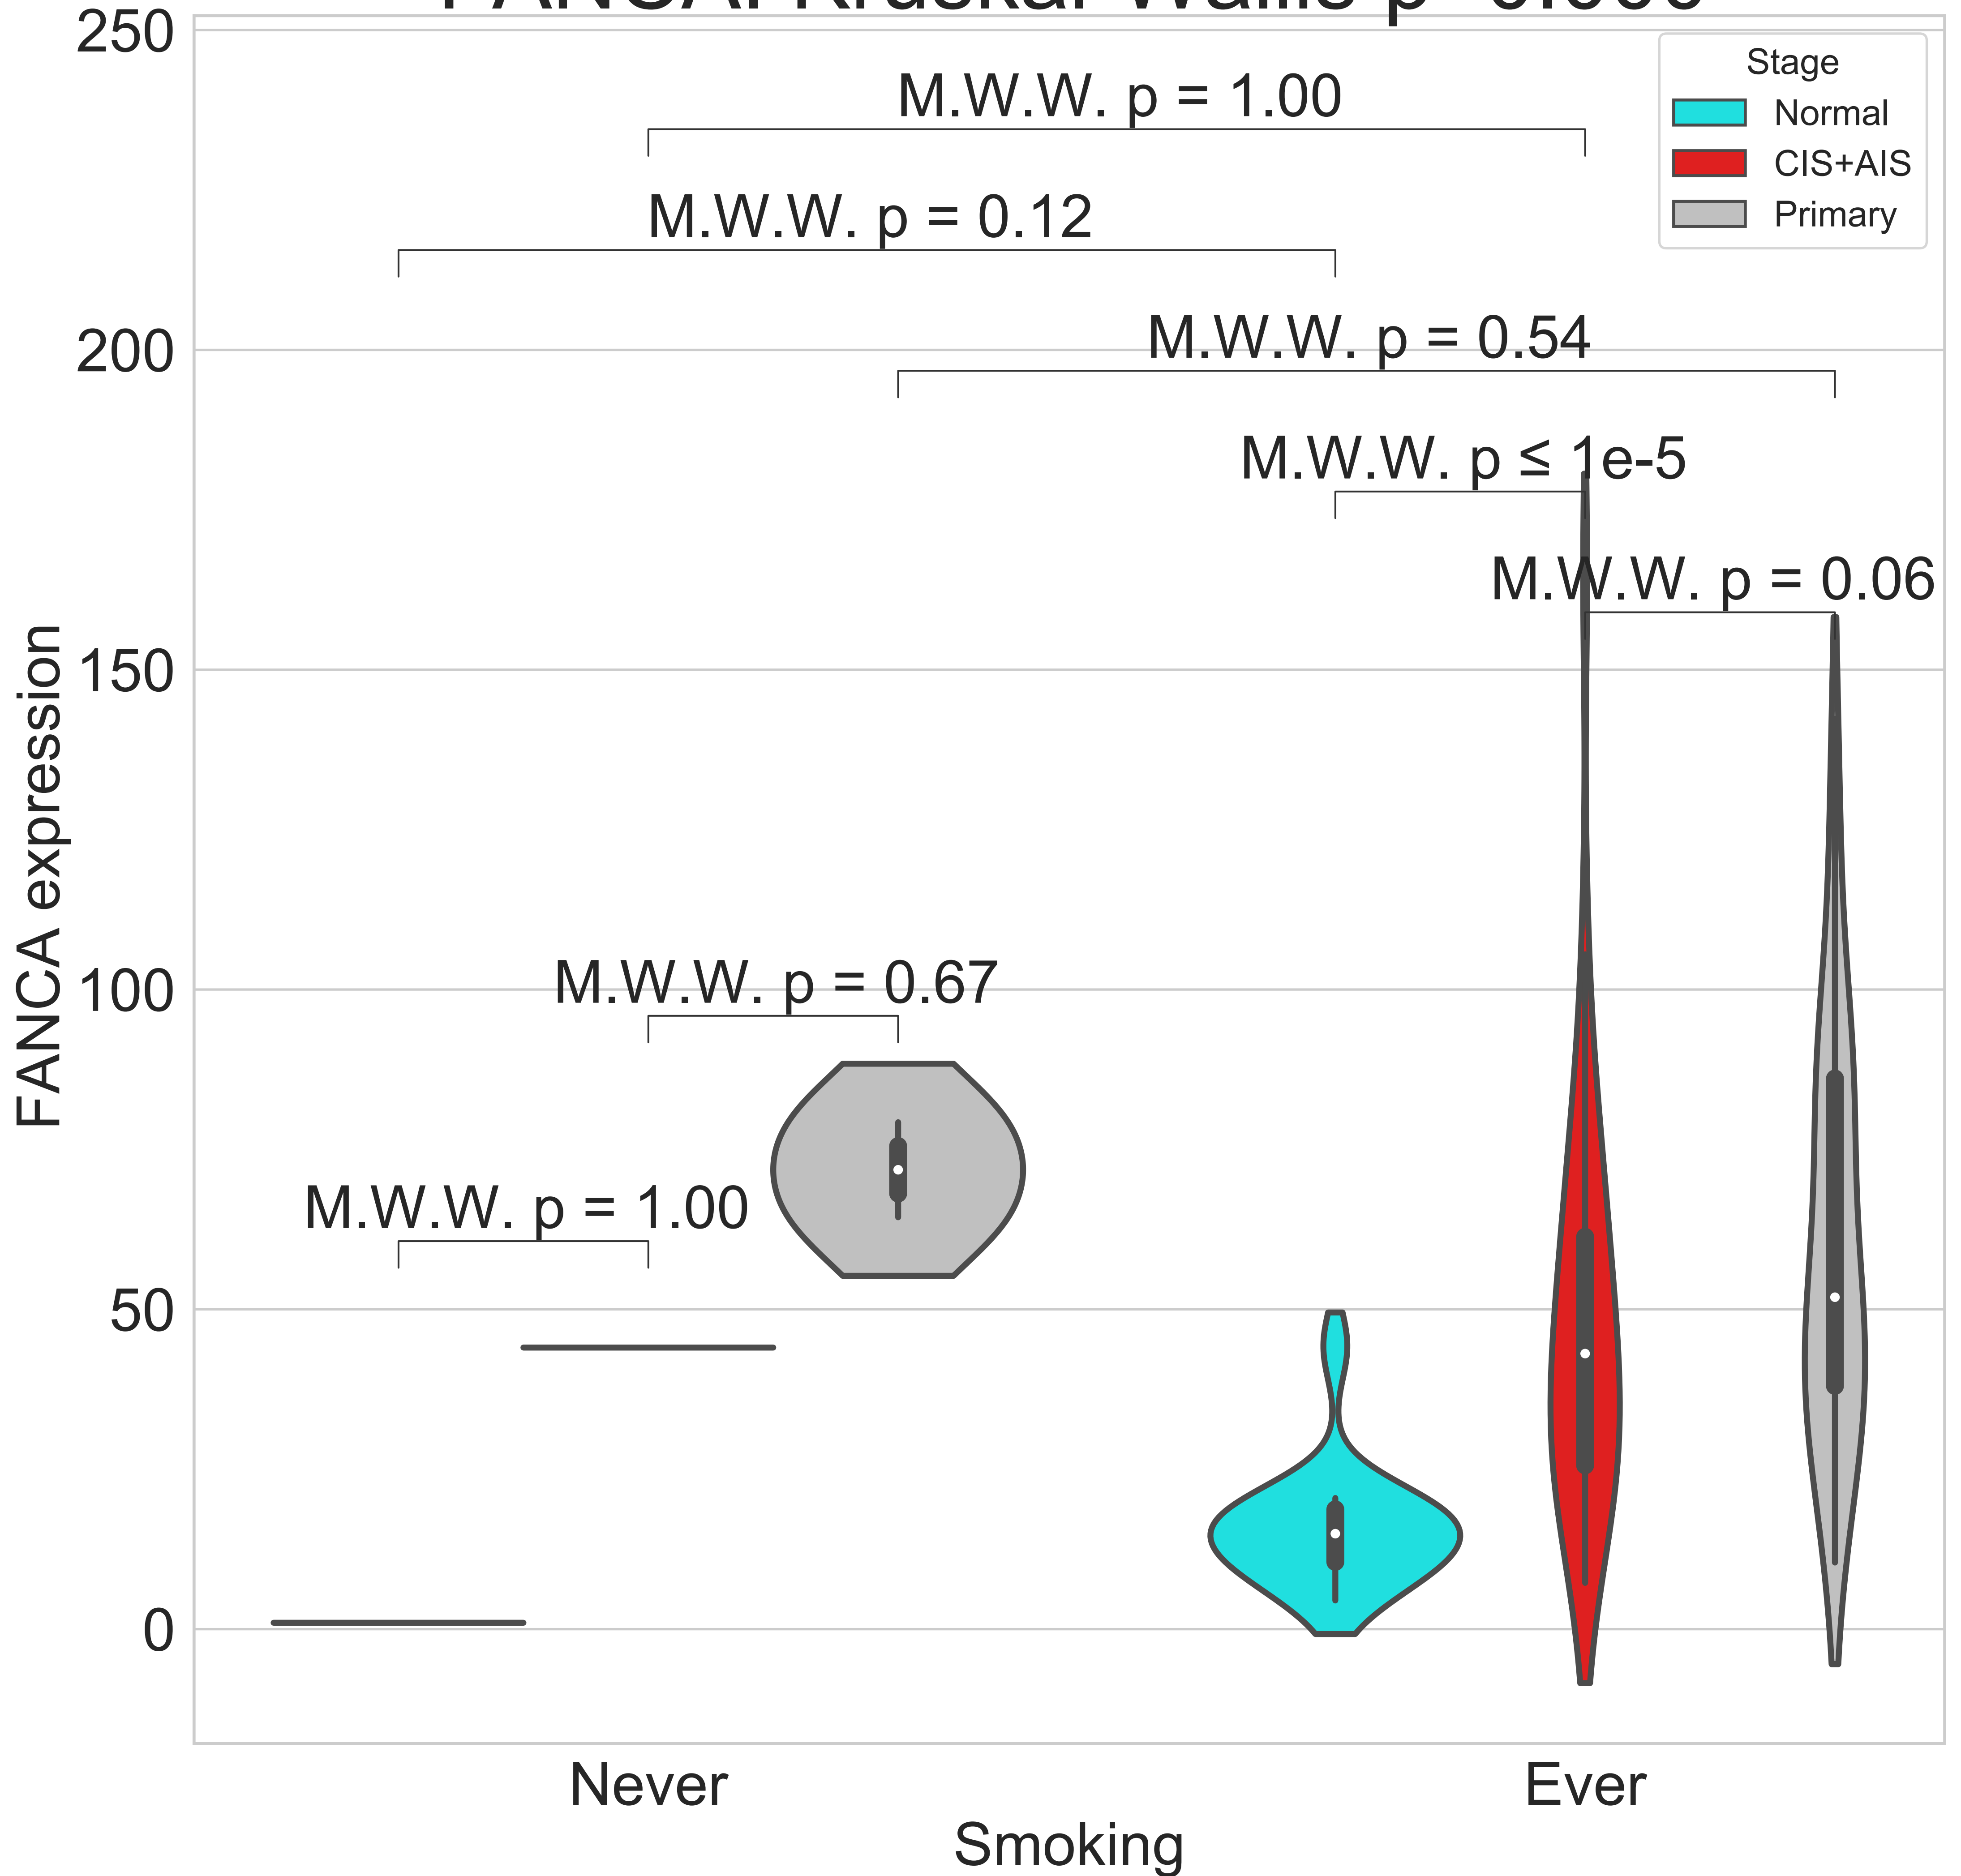 250
200
150
100
50
0
FANCA expression
M.W.W. p = 1.00
M.W.W. p = 0.12
M.W.W. p = 0.54
M.W.W. p ≤ 1e-5
M.W.W. p = 0.06
M.W.W. p = 0.67
M.W.W. p = 1.00
Stage
Normal
CIS+AIS
Primary
Never
Ever
Smoking